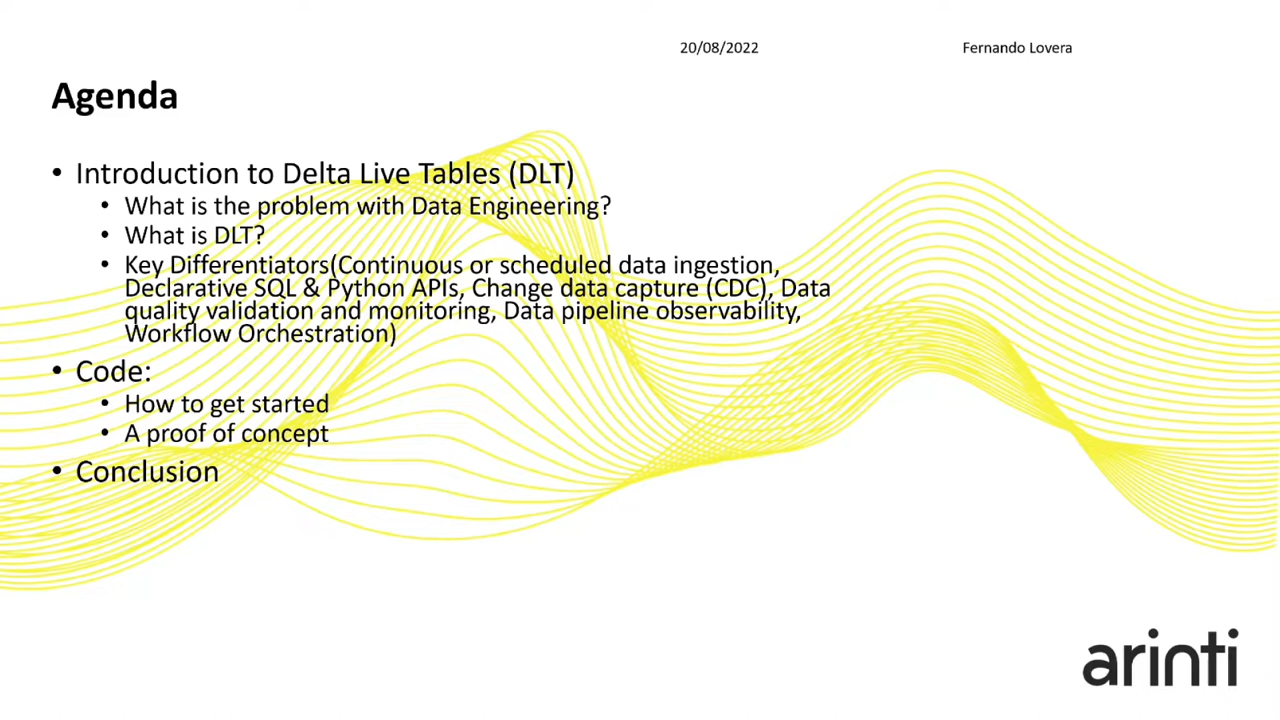 20/08/2022
Fernando Lovera
Agenda
• Introduction to Delta Live Tables (DLT)
• What is the problem with Data Engineering?
• What is DLT?
• Key Differentiators(Continuous or scheduled data ingestion,
Declarative SQL & Python APIs, Change data capture (CDC), Data
quality validation and monitoring, Data pipeline observability,
Workflow Orchestration)
• Code:
• How to get started
• A proof of concept
• Conclusion
arinti